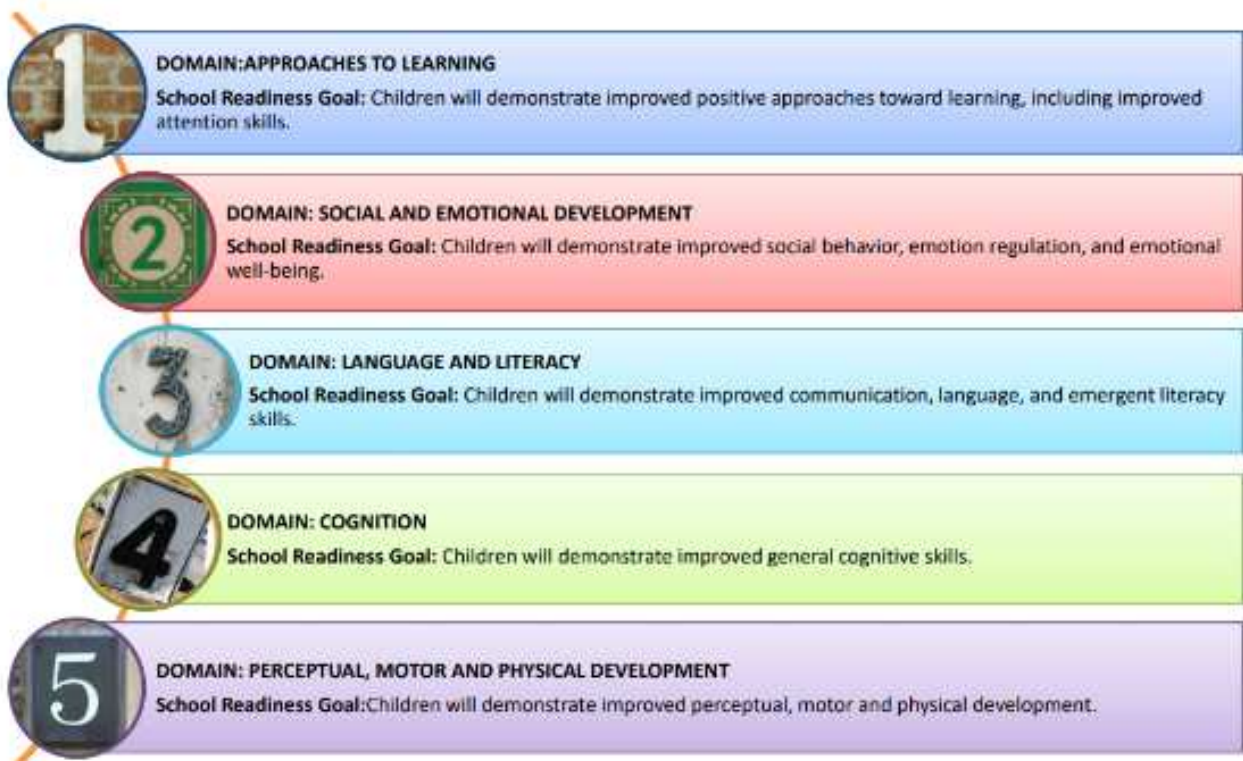 1
DOMAIN:APPROACHES TO LEARNING
School Readiness Goal: Children will demonstrate improved positive approaches toward learning, including improved
attention skills.
2
DOMAIN: SOCIAL AND EMOTIONAL DEVELOPMENT
School Readiness Goal: Children will demonstrate improved social behavior, emotion regulation, and emotional
well-being.
3
DOMAIN: LANGUAGE AND LITERACY
School Readiness Goal: Children will demonstrate improved communication, language, and emergent literacy
skills.
4
DOMAIN: COGNITION
School Readiness Goal: Children will demonstrate improved general cognitive skills.
5
DOMAIN: PERCEPTUAL, MOTOR AND PHYSICAL DEVELOPMENT
School Readiness Goal:Children will demonstrate improved perceptual, motor and physical development.